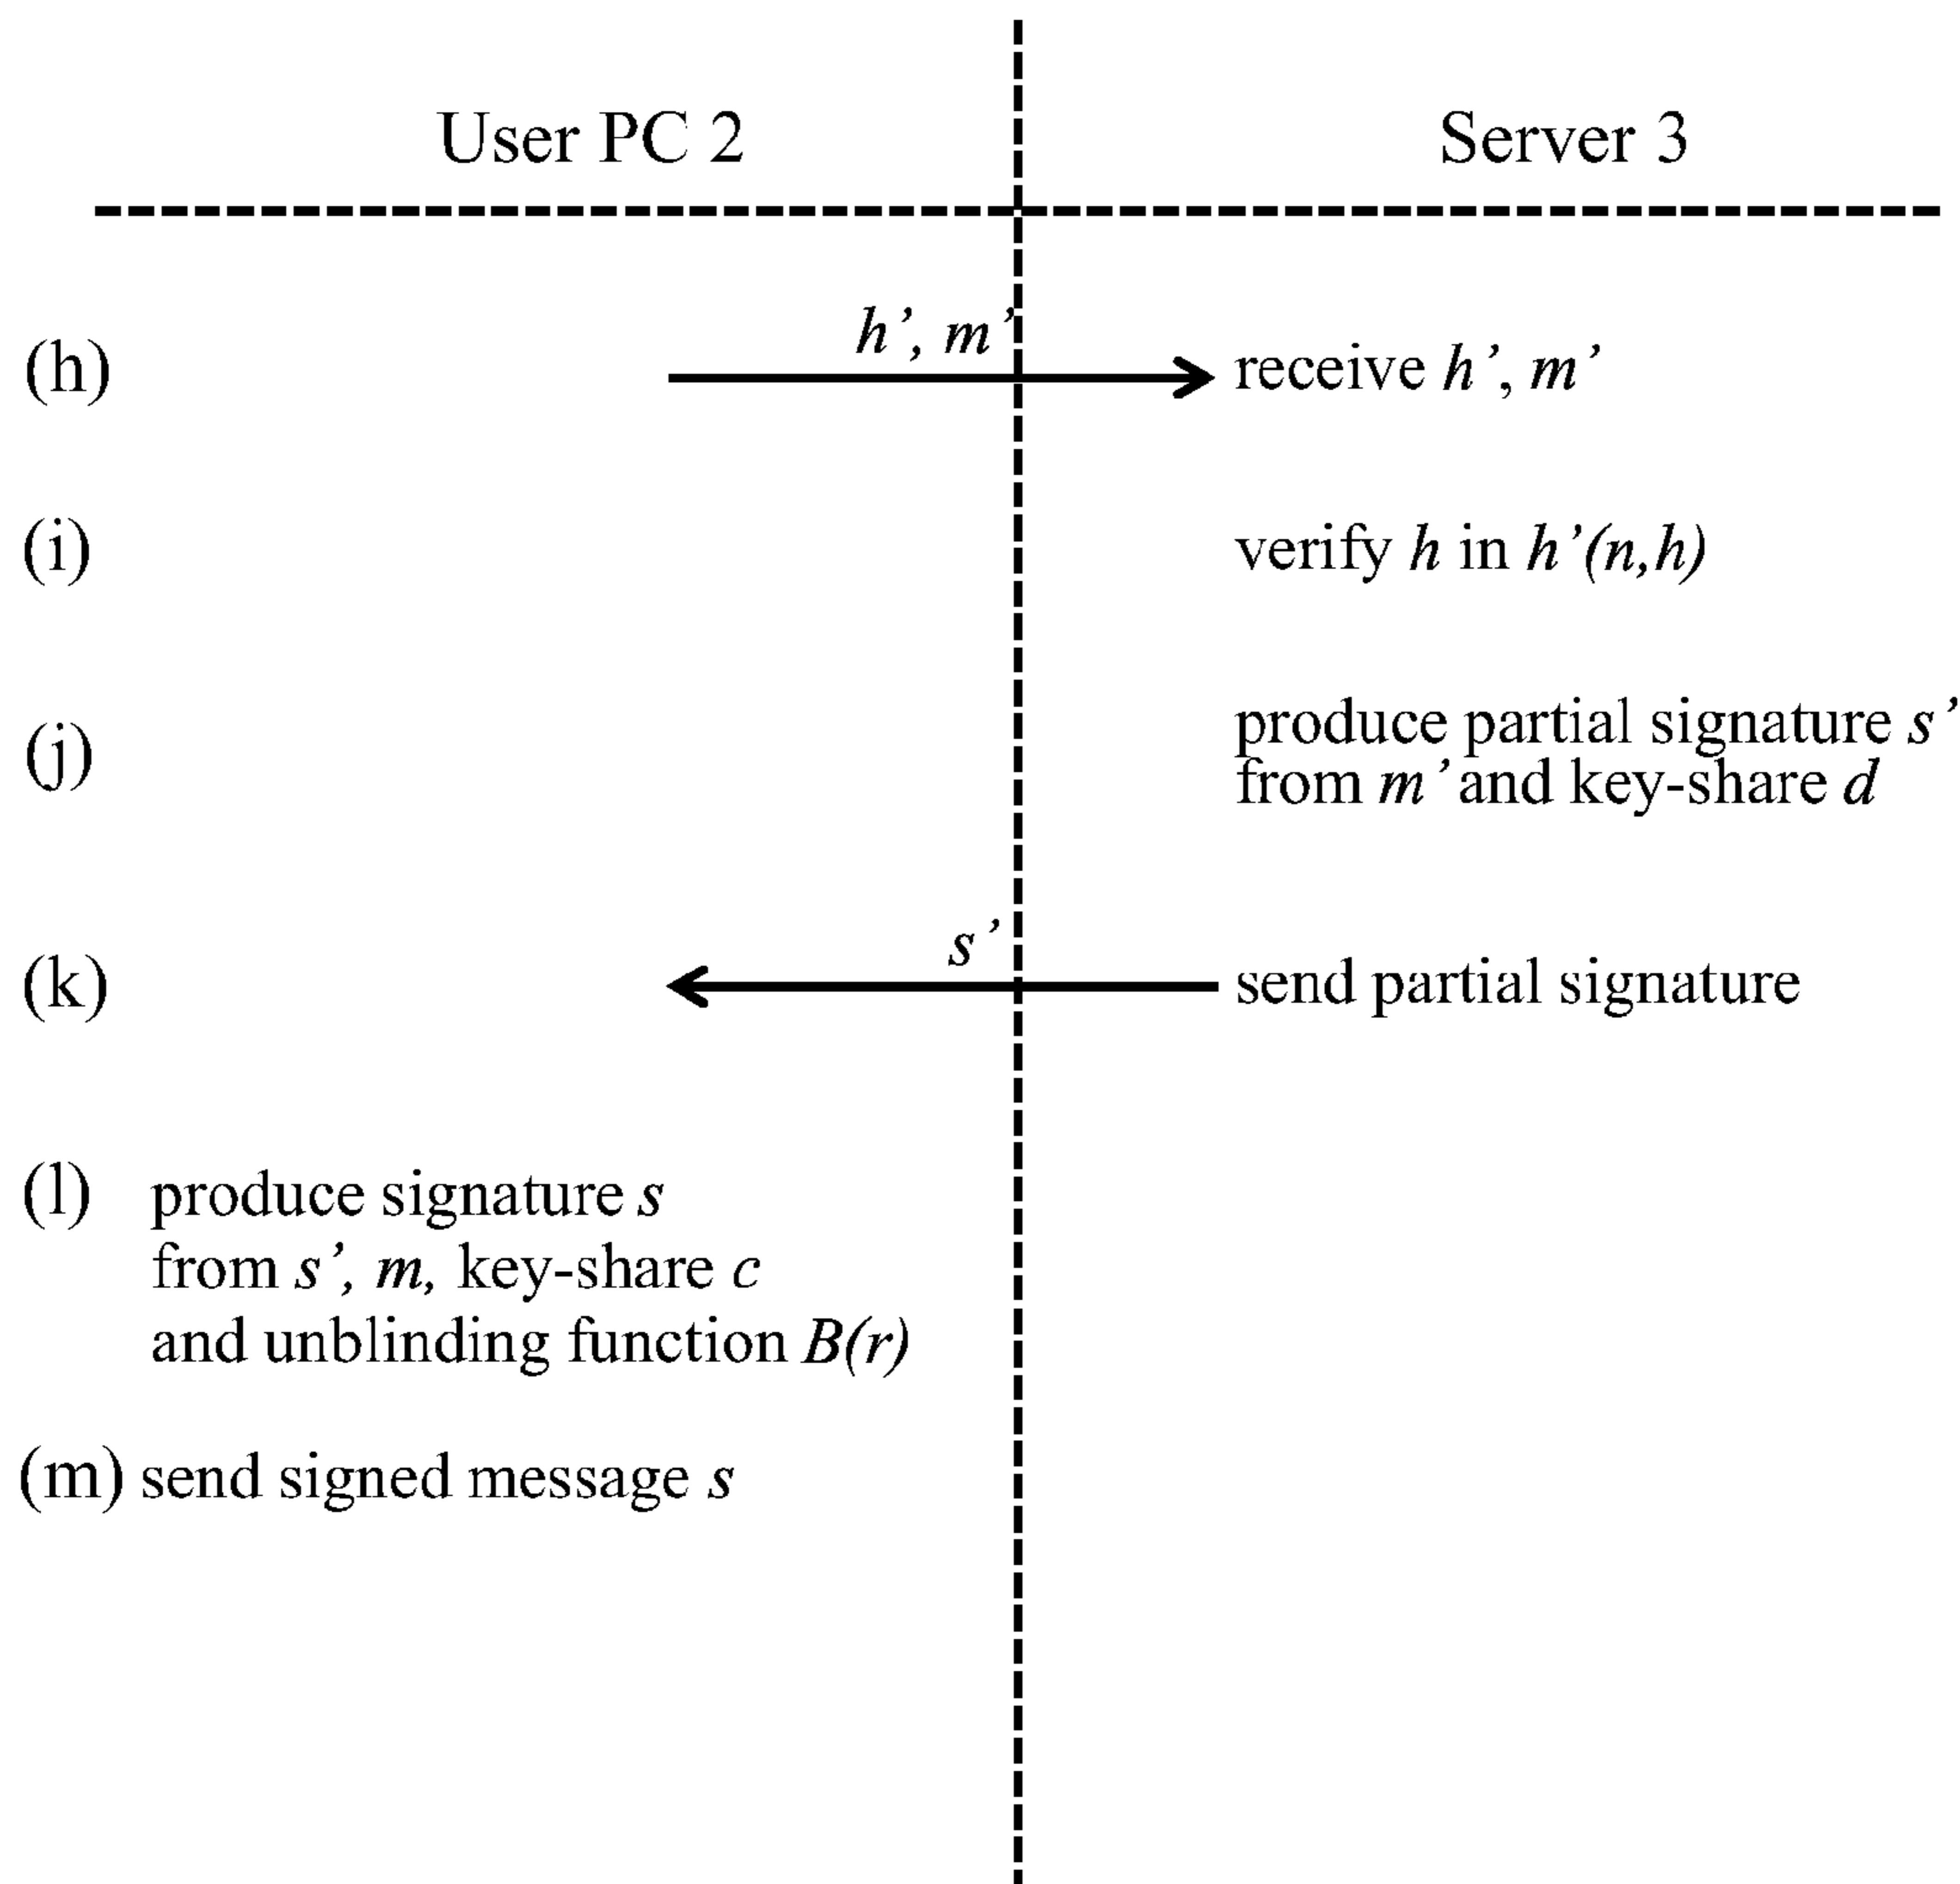 User PC 2
Server 3
h’, m’
(h)
receive h’, m’
(i)
verify h in h’(n,h)
(j)
produce partial signature s’
from m’ and key-share d
s’
(k)
send partial signature
(l) produce signature s
from s’, m, key-share c
and unblinding function B(r)
(m) send signed message s